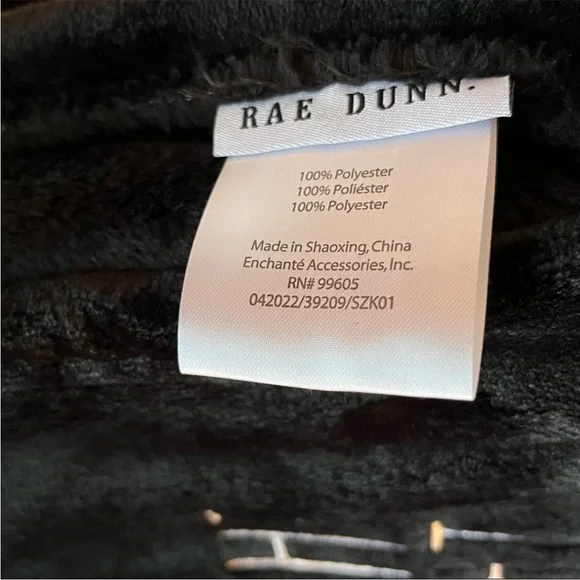 RAE DUNN.
100% Polyester
100% Poliéster
100% Polyester
Made in Shaoxing, China
Enchanté Accessories, Inc.
RN# 99605
042022/39209/SZK01